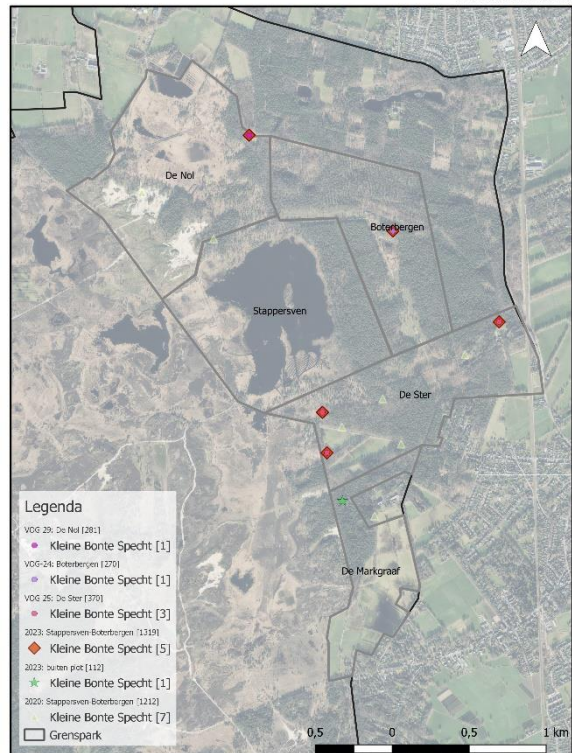 De Nol
Boterbergen
Stappersven
De Ster
De Markgraaf
Legenda
VOG 29: De Nol [281]
Kleine Bonte Specht [1]
VOG-24: Boterbergen [270]
Kleine Bonte Specht [1]
VOG 25: De Ster [370]
Kleine Bonte Specht [3]
2023: Stappersven-Boterbergen [1319]
Kleine Bonte Specht [5]
2023: buiten plot [112]
Kleine Bonte Specht [1]
2020: Stappersven-Boterbergen [1212]
Kleine Bonte Specht [7]
Grenspark
0,5 0 0,5 1 km